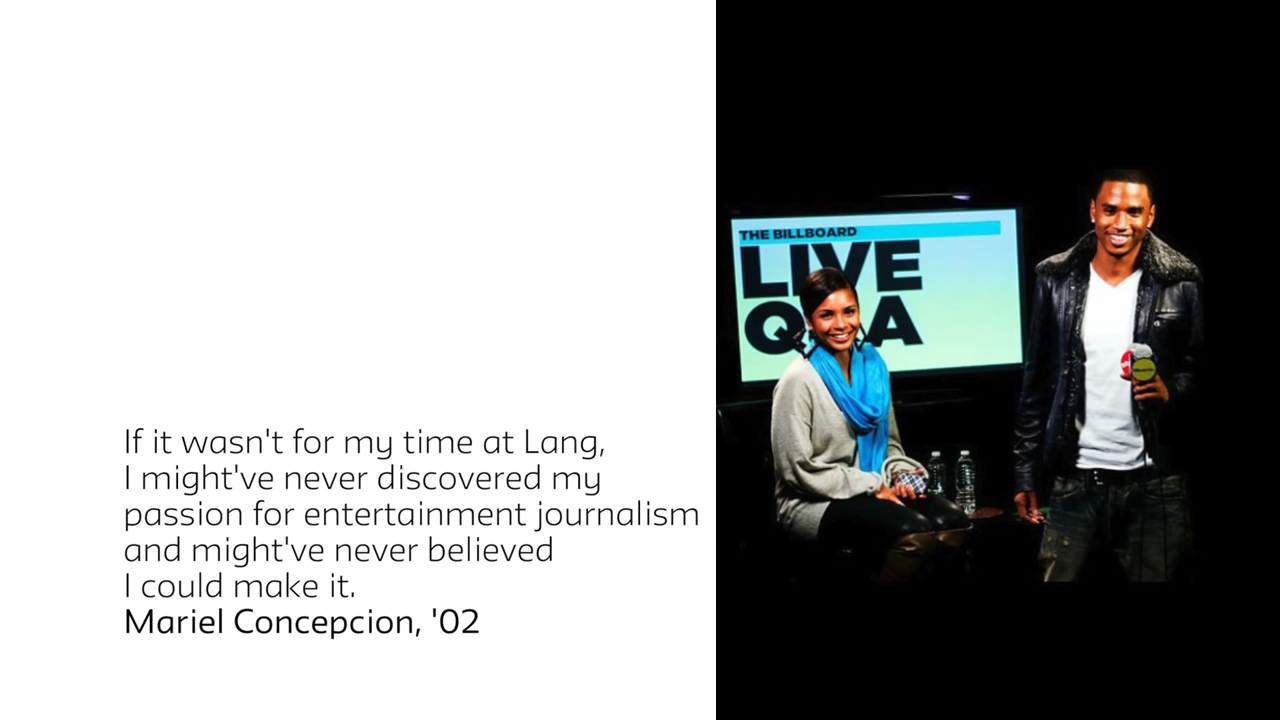 If it wasn't for my time at Lang,
I might've never discovered my
passion for entertainment journalism
and might've never believed
I could make it.
Mariel Concepcion, '02
THE BILLBOARD
LIVE